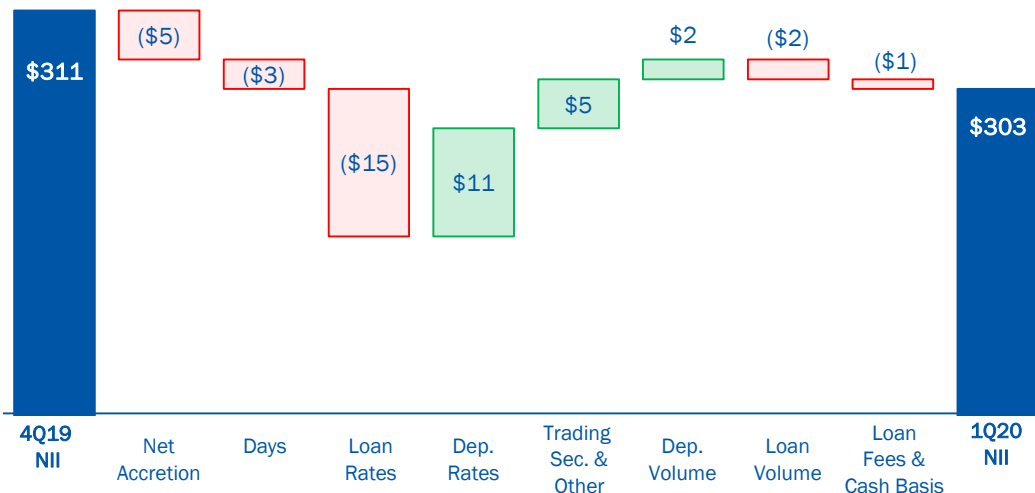 $311
($5)
($3)
($15)
$11
$5
$2
($2)
($1)
$303
4Q19
NII
Net
Accretion
Days
Loan
Rates
Dep.
Rates
Trading
Sec. &
Other
Dep.
Volume
Loan
Volume
Loan
Fees &
Cash Basis
1Q20
NII